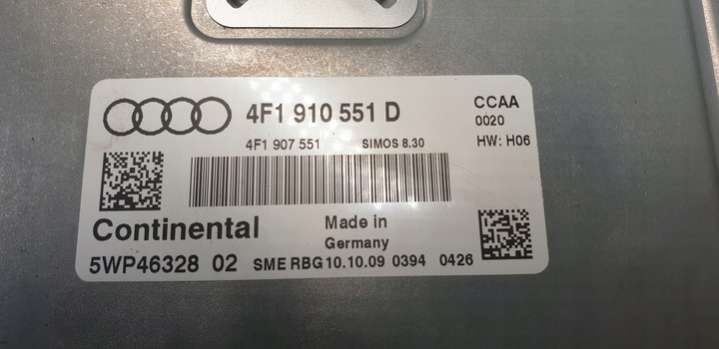 4F1 910 551 D
CCAA
0020
4F1 907 551 SIMOS 8.30 HW: H06
Continental
Made in
Germany
5WP46328 02 SME RBG 10.10.09 0394 0426